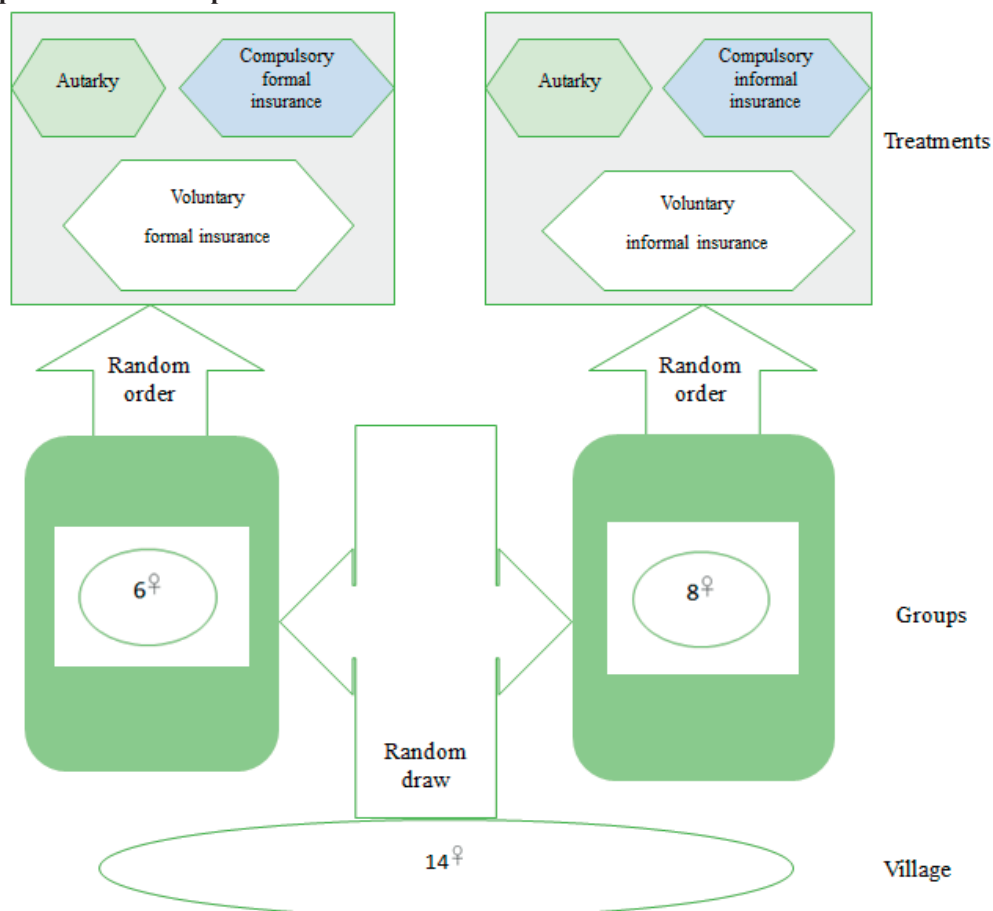 Autarky
Compulsory
formal
insurance
Voluntary
formal insurance
Autarky
Compulsory
informal
insurance
Voluntary
informal insurance
Treatments
Random
order
Random
order
6♀
8♀
Groups
Random
draw
14♀
Village